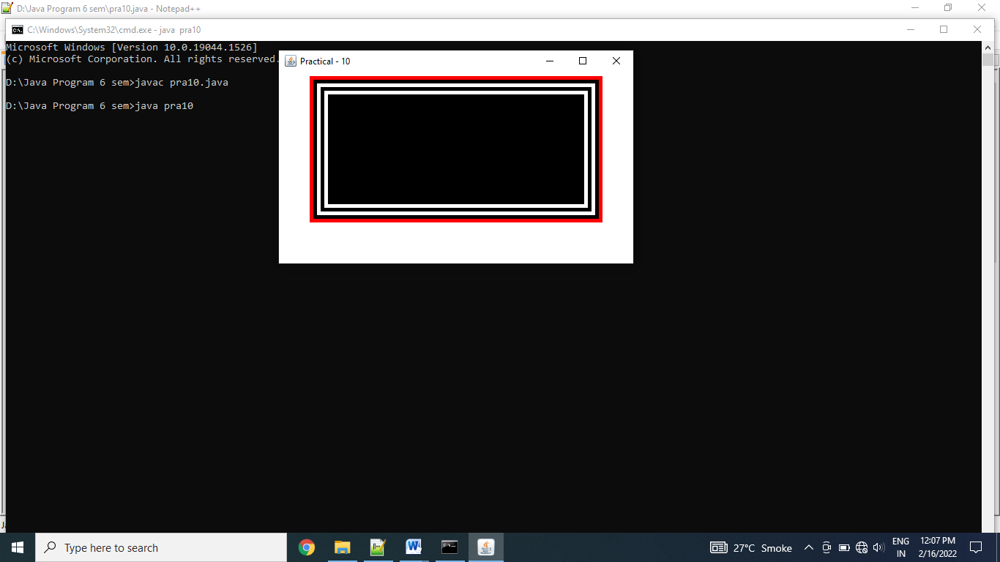 D:\Java Program 6 sem\pra10.java - Notepad++
C:\Windows\System32\cmd.exe - java  pra10
Microsoft Windows [Version 10.0.19044.1526]
(c) Microsoft Corporation. All rights reserved.
D:\Java Program 6 sem>javac pra10.java
D:\Java Program 6 sem>java pra10
Practical - 10
Type here to search
27°C Smoke
ENG
IN
12:07 PM
2/16/2022